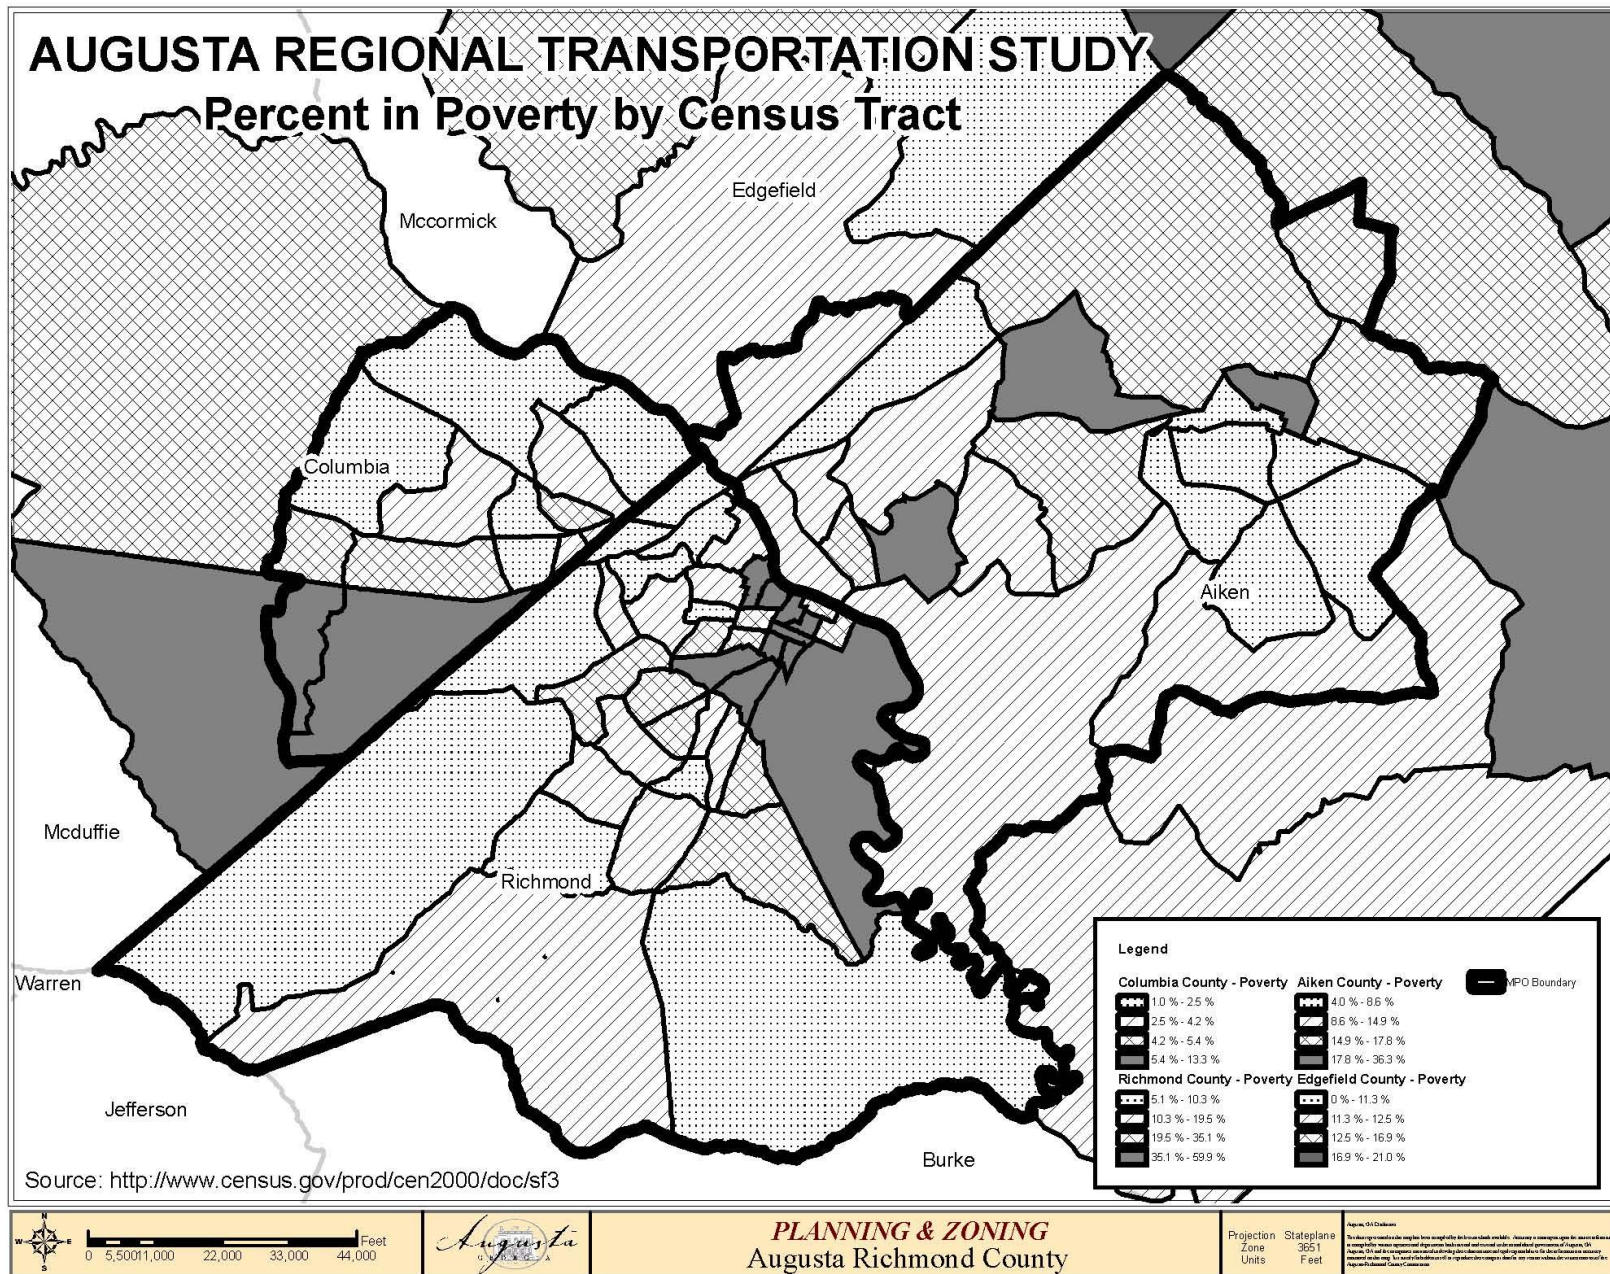 AUGUSTA REGIONAL TRANSPORTATION STUDY
Percent in Poverty by Census Tract
Edgefield
Mccormick
Columbia
Aiken
Mcduffie
Richmond
Warren
Jefferson
Burke
Legend
Columbia County - Poverty
1.0 % - 2.5 %
2.5 % - 4.2 %
4.2 % - 5.4 %
5.4 % - 13.3 %
Aiken County - Poverty
4.0 % - 8.6 %
8.6 % - 14.9 %
14.9 % - 17.8 %
17.8 % - 36.3 %
MPO Boundary
Richmond County - Poverty
5.1 % - 10.3 %
10.3 % - 19.5 %
19.5 % - 35.1 %
35.1 % - 59.9 %
Edgefield County - Poverty
0 % - 11.3 %
11.3 % - 12.5 %
12.5 % - 16.9 %
16.9 % - 21.0 %
Source: http://www.census.gov/prod/cen2000/doc/sf3
N
W E
S
Feet
0 5,500 11,000 22,000 33,000 44,000
Augusta
GEORGIA
PLANNING & ZONING
Augusta Richmond County
Projection Stateplane
Zone 3651
Units Feet